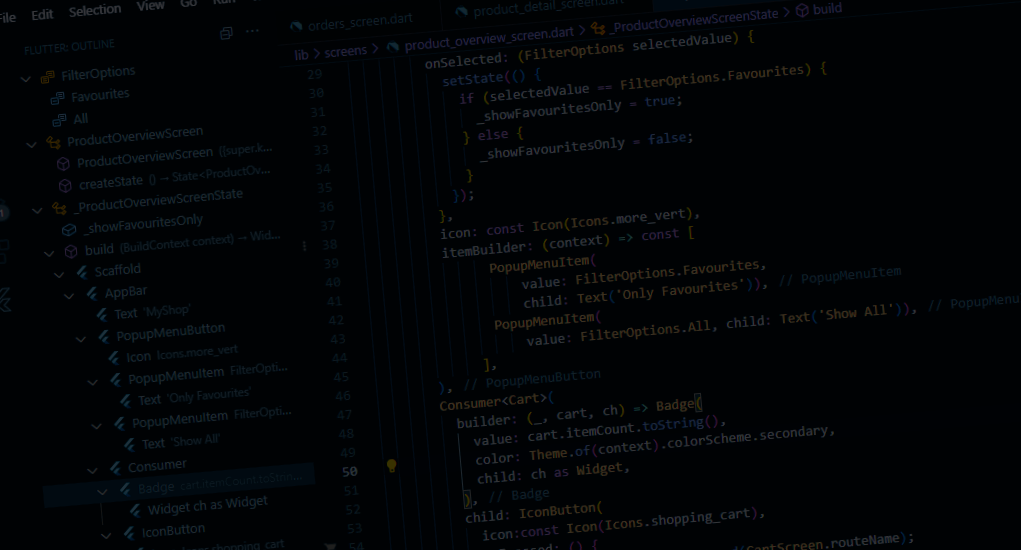 File Edit Selection View Go Run
FLUTTER: OUTLINE
FilterOptions
Favourites
All
ProductOverviewScreen
ProductOverviewScreen ({super.k...
createState () → State<ProductOv...
_ProductOverviewScreenState
_showFavouritesOnly
build (BuildContext context) → Wid...
Scaffold
AppBar
Text 'MyShop'
PopupMenuButton
Icon Icons.more_vert
PopupMenuItem FilterOpti...
Text 'Only Favourites'
PopupMenuItem FilterOpti...
Text 'Show All'
Consumer
Badge cart.itemCount.toStrin...
Widget ch as Widget
IconButton
shopping_cart
orders_screen.dart product_detail_screen.dart
lib > screens > product_overview_screen.dart > _ProductOverviewScreenState > build
29 onSelected: (FilterOptions selectedValue) {
30 setState(() {
31 if (selectedValue == FilterOptions.Favourites) {
32 _showFavouritesOnly = true;
33 } else {
34 _showFavouritesOnly = false;
35 }
36 });
37 },
38 icon: const Icon(Icons.more_vert),
39 itemBuilder: (context) => const [
40 PopupMenuItem(
41 value: FilterOptions.Favourites,
42 child: Text('Only Favourites')), // PopupMenuItem
43 PopupMenuItem(
44 value: FilterOptions.All, child: Text('Show All')), // PopupMenu
45 ],
46 ), // PopupMenuButton
47 Consumer<Cart>(
48 builder: (_, cart, ch) => Badge(
49 value: cart.itemCount.toString(),
50 color: Theme.of(context).colorScheme.secondary,
51 child: ch as Widget,
52 ), // Badge
53 child: IconButton(
54 icon:const Icon(Icons.shopping_cart),
() {
(CartScreen.routeName);